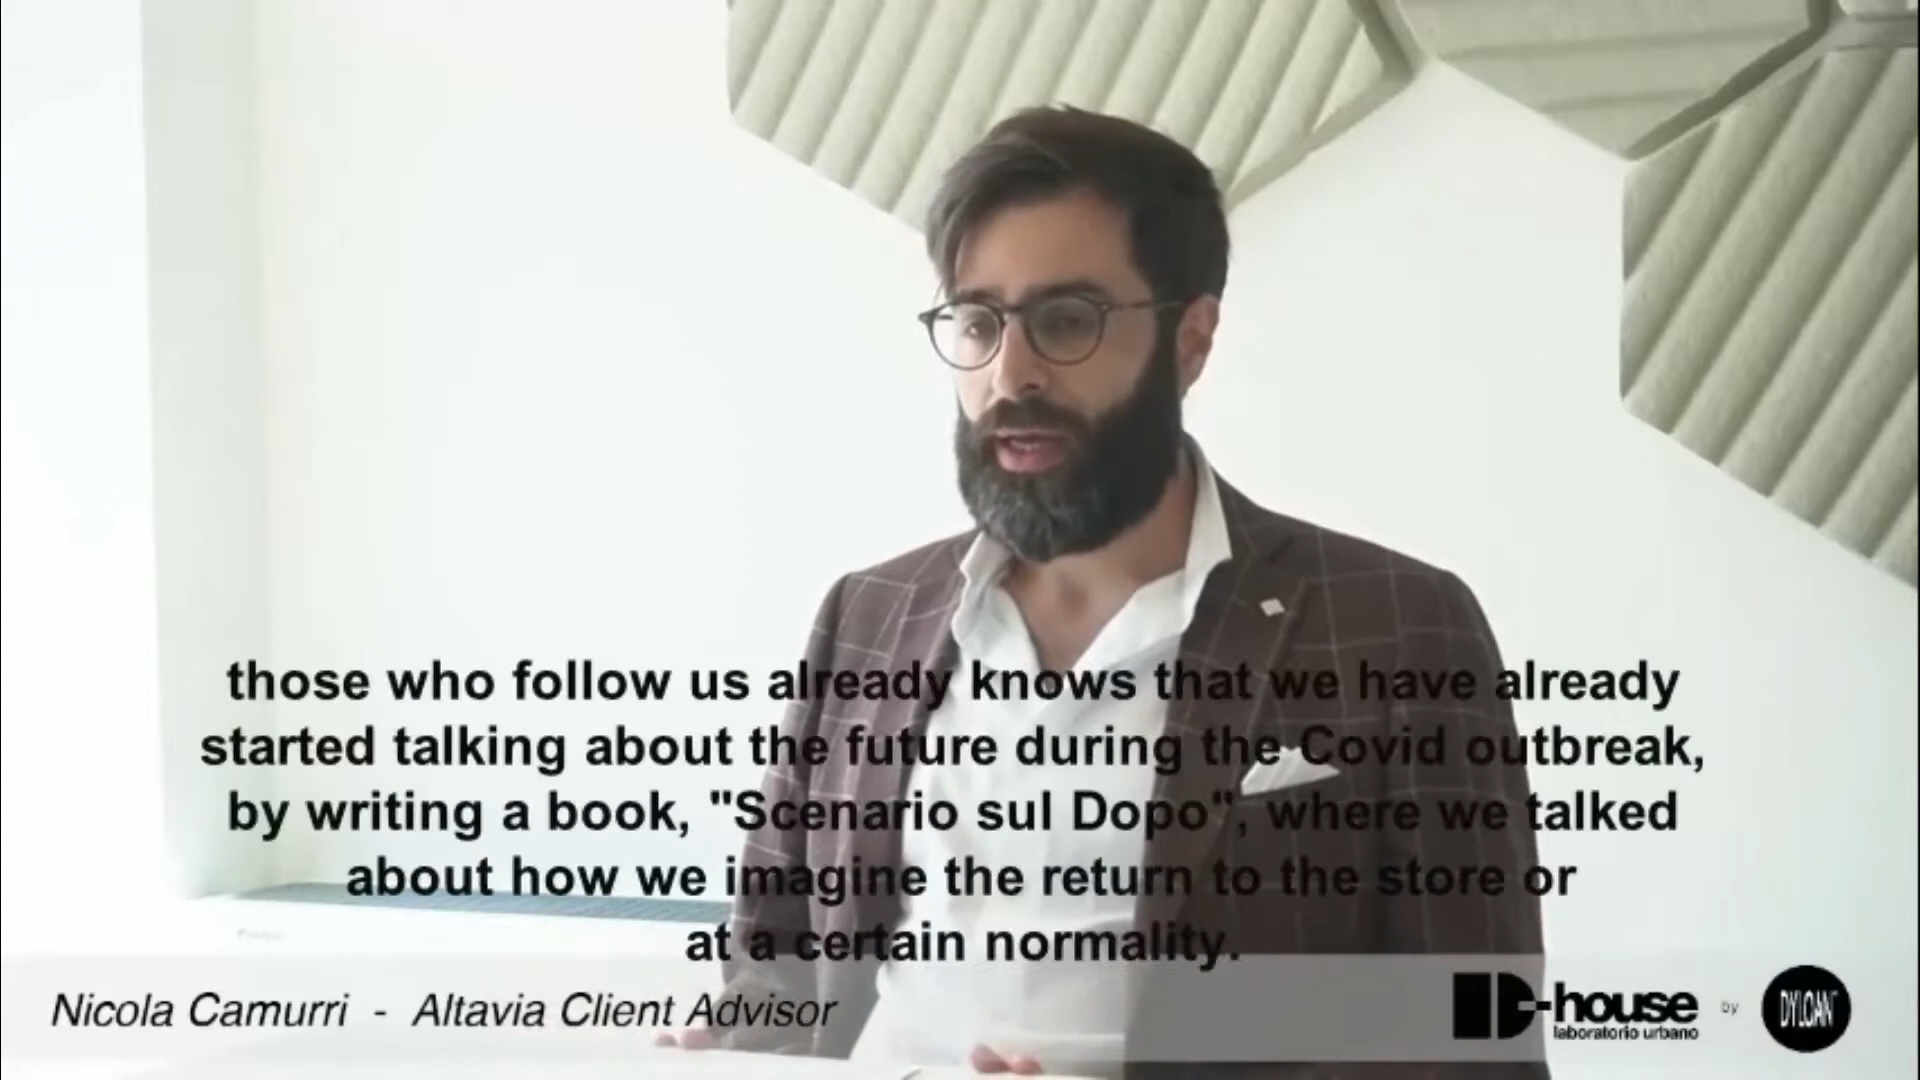 those who follow us already knows that we have already
started talking about the future during the Covid outbreak,
by writing a book, "Scenario sul Dopo", where we talked
about how we imagine the return to the store or
at a certain normality.
Nicola Camurri - Altavia Client Advisor
D-house
laboratorio urbano
by
DYLOAN